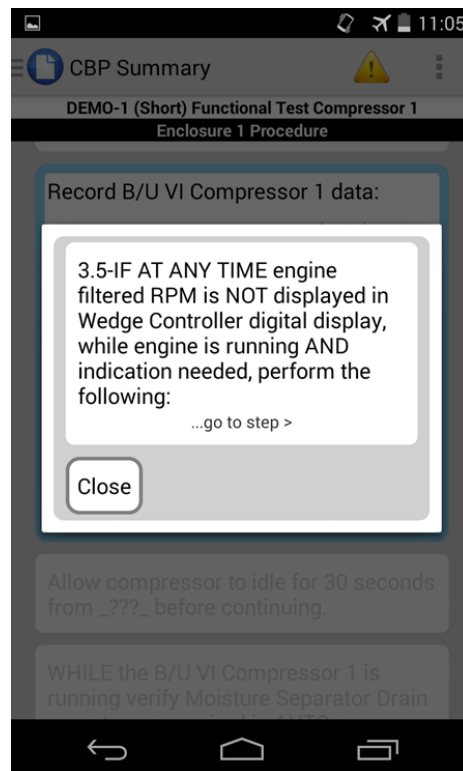 11:05
CBP Summary
DEMO-1 (Short) Functional Test Compressor 1
Enclosure 1 Procedure
Record B/U VI Compressor 1 data:
3.5-IF AT ANY TIME engine
filtered RPM is NOT displayed in
Wedge Controller digital display,
while engine is running AND
indication needed, perform the
following:
...go to step >
Close
Allow compressor to idle for 30 seconds
from _???_ before continuing.
WHILE the B/U VI Compressor 1 is
running verify Moisture Separator Drain